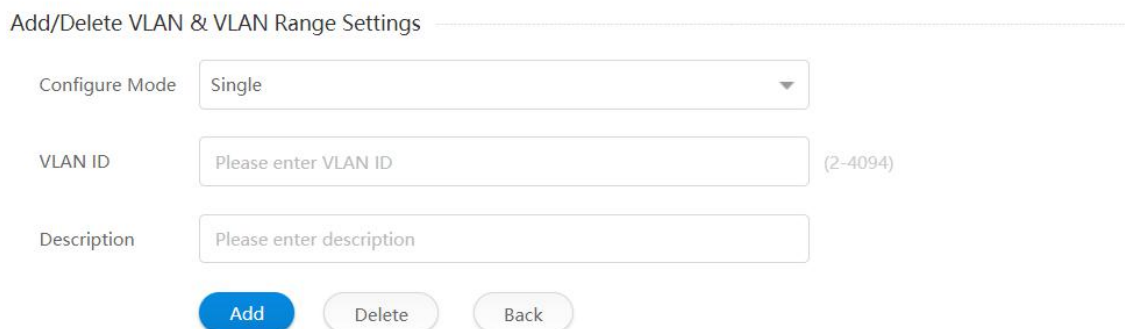 Add/Delete VLAN & VLAN Range Settings
Configure Mode Single
VLAN ID Please enter VLAN ID (2-4094)
Description Please enter description
Add Delete Back